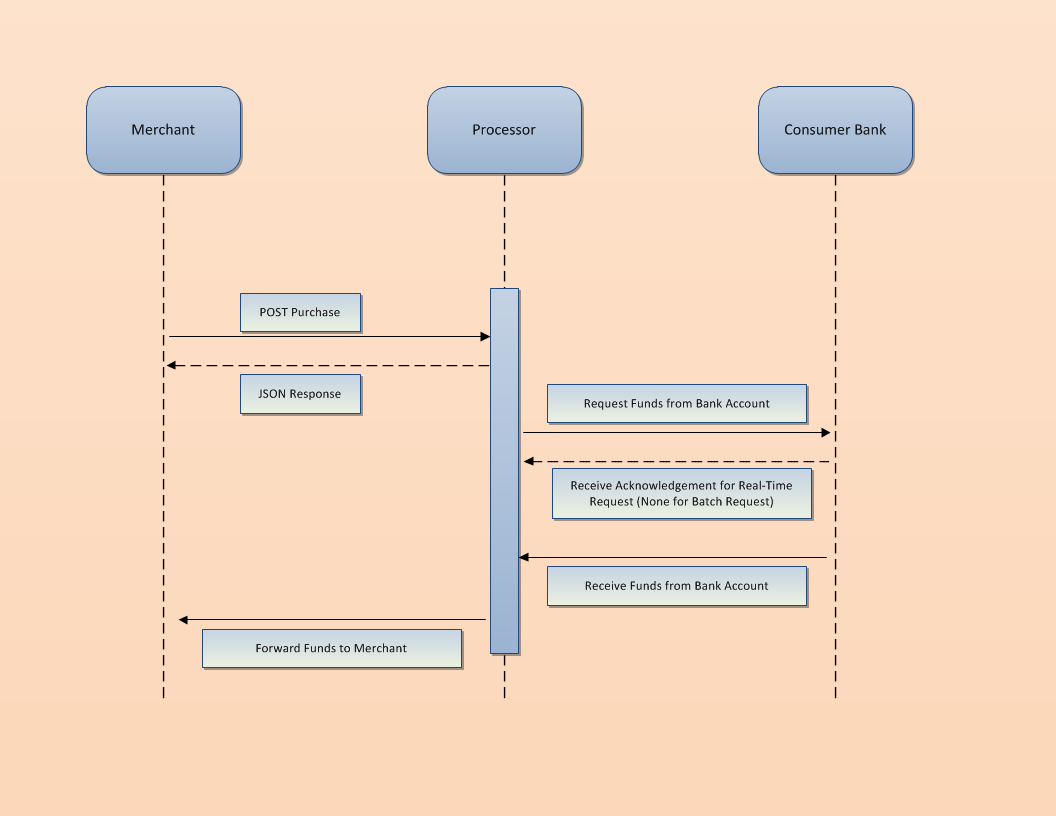 Merchant
Processor
Consumer Bank
POST Purchase
JSON Response
Request Funds from Bank Account
Receive Acknowledgement for Real-Time
Request (None for Batch Request)
Receive Funds from Bank Account
Forward Funds to Merchant